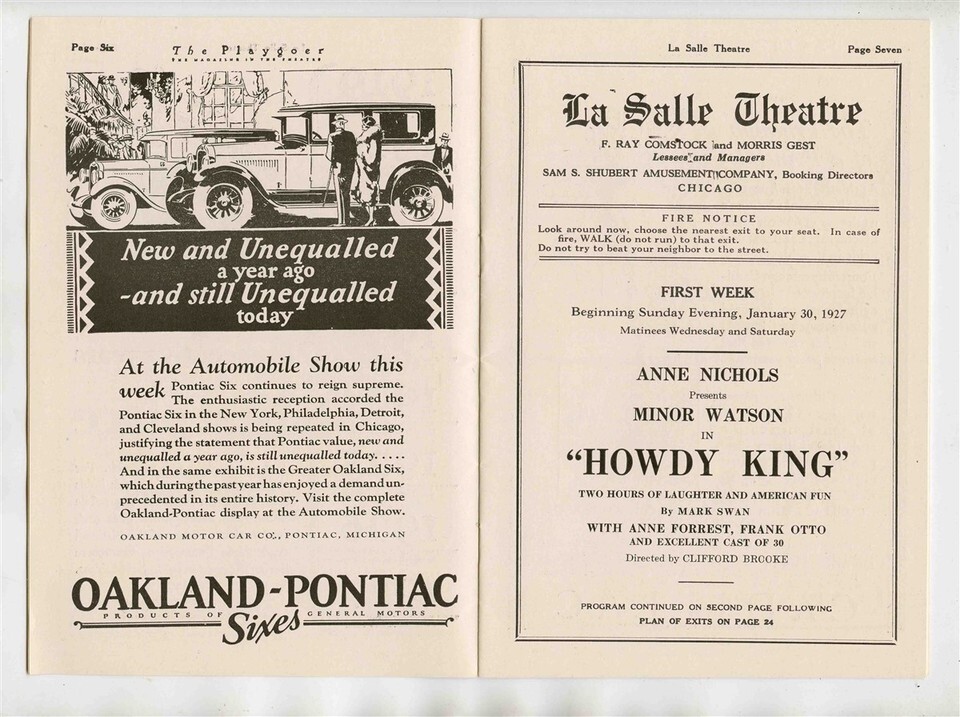 Page Six
The Playgoer
THE MAGAZINE IN THE THEATRE
New and Unequalled
a year ago
-and still Unequalled
today
At the Automobile Show this
week Pontiac Six continues to reign supreme.
The enthusiastic reception accorded the
Pontiac Six in the New York, Philadelphia, Detroit,
and Cleveland shows is being repeated in Chicago,
justifying the statement that Pontiac value, new and
unequalled a year ago, is still unequalled today. . . . .
And in the same exhibit is the Greater Oakland Six,
which during the past year has enjoyed a demand un-
precedented in its entire history. Visit the complete
Oakland-Pontiac display at the Automobile Show.
OAKLAND MOTOR CAR CO., PONTIAC, MICHIGAN
OAKLAND-PONTIAC
PRODUCTS OF GENERAL MOTORS
Sixes
La Salle Theatre
Page Seven
La Salle Theatre
F. RAY COMSTOCK and MORRIS GEST
Lessees and Managers
SAM S. SHUBERT AMUSEMENT COMPANY, Booking Directors
CHICAGO
FIRE NOTICE
Look around now, choose the nearest exit to your seat. In case of
fire, WALK (do not run) to that exit.
Do not try to beat your neighbor to the street.
FIRST WEEK
Beginning Sunday Evening, January 30, 1927
Matinees Wednesday and Saturday
ANNE NICHOLS
Presents
MINOR WATSON
IN
"HOWDY KING"
TWO HOURS OF LAUGHTER AND AMERICAN FUN
By MARK SWAN
WITH ANNE FORREST, FRANK OTTO
AND EXCELLENT CAST OF 30
Directed by CLIFFORD BROOKE
PROGRAM CONTINUED ON SECOND PAGE FOLLOWING
PLAN OF EXITS ON PAGE 24